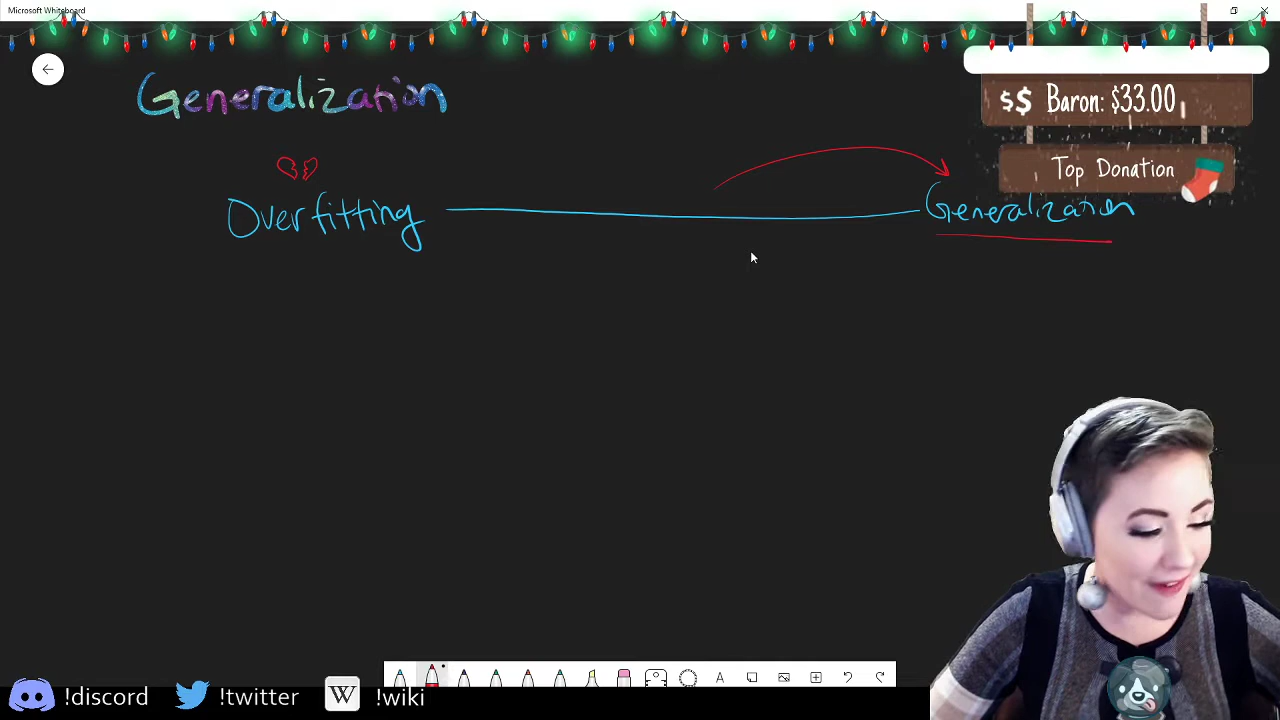 Microsoft Whiteboard
Generalization
$$ Baron: $33.00
Top Donation
Overfitting
Generalization
A
!discord
!twitter
W !wiki